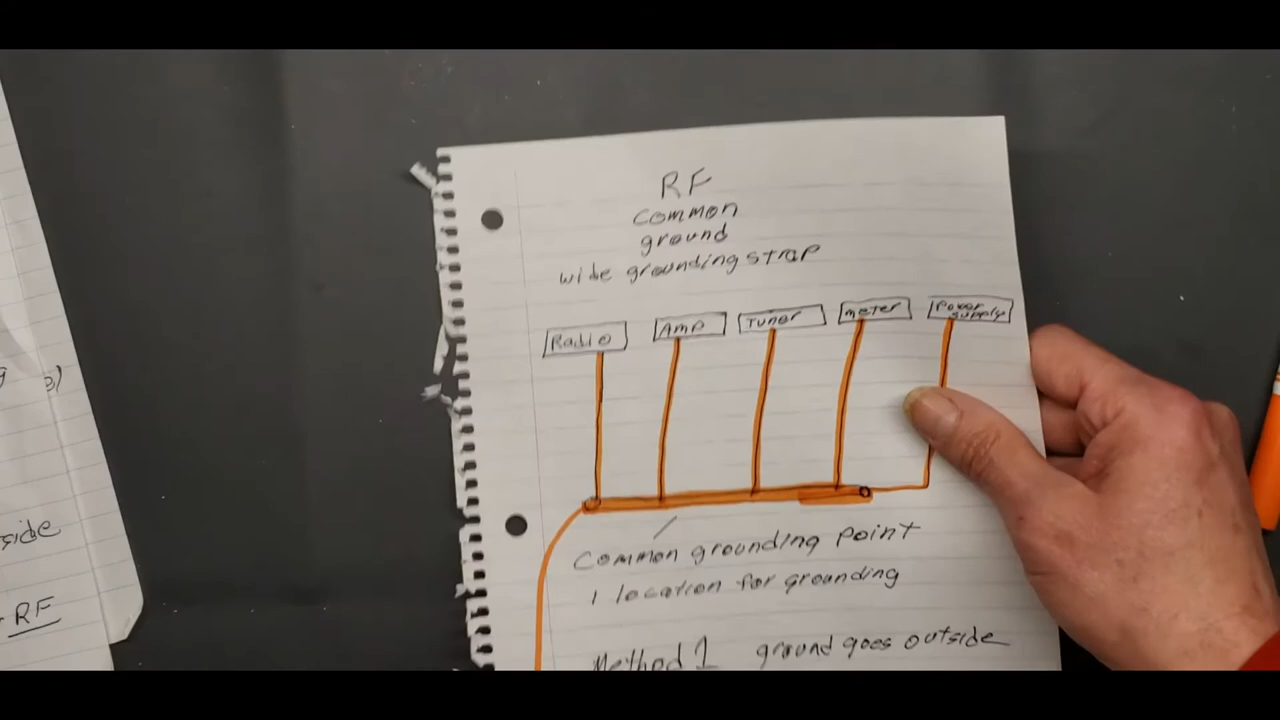 RF
common
ground
wide grounding strap
Radio
Amp
Tuner
meter
Power
supply
Common grounding point
1 location for grounding
Method 1 ground goes outside
side
RF